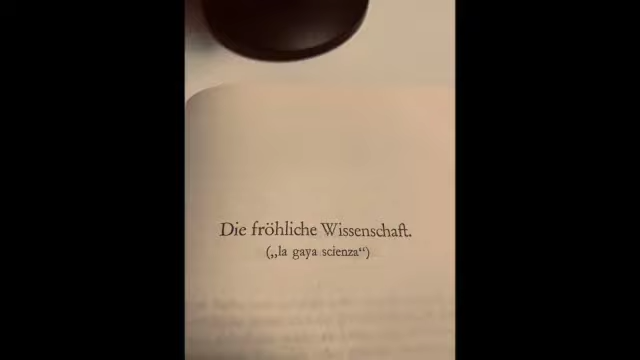 Die fröhliche Wissenschaft.
(„la gaya scienza“)